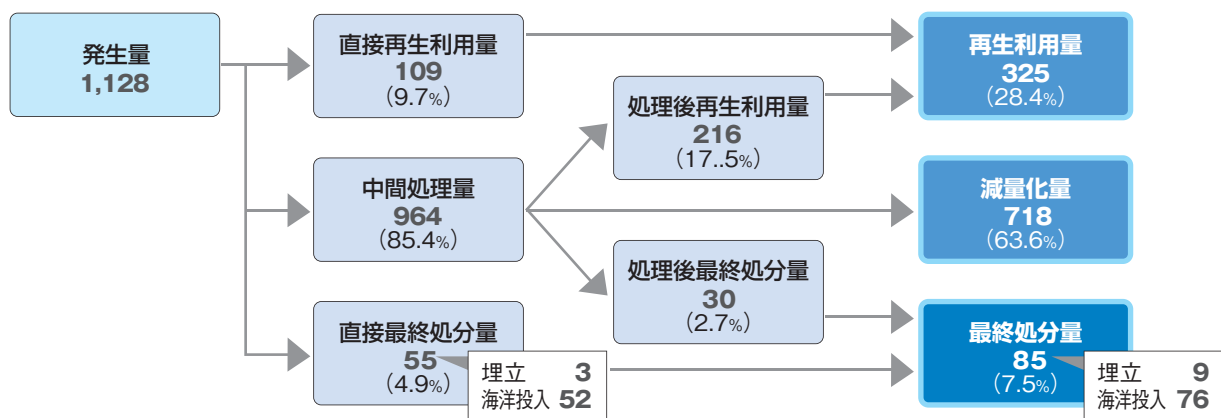 発生量
1,128
直接再生利用量
109
（9.7%）
中間処理量
964
（85.4%）
直接最終処分量
55
（4.9%）
埋立 3
海洋投入 52
処理後再生利用量
216
（17..5%）
処理後最終処分量
30
（2.7%）
再生利用量
325
（28.4%）
減量化量
718
（63.6%）
最終処分量
85
（7.5%）
埋立 9
海洋投入 76